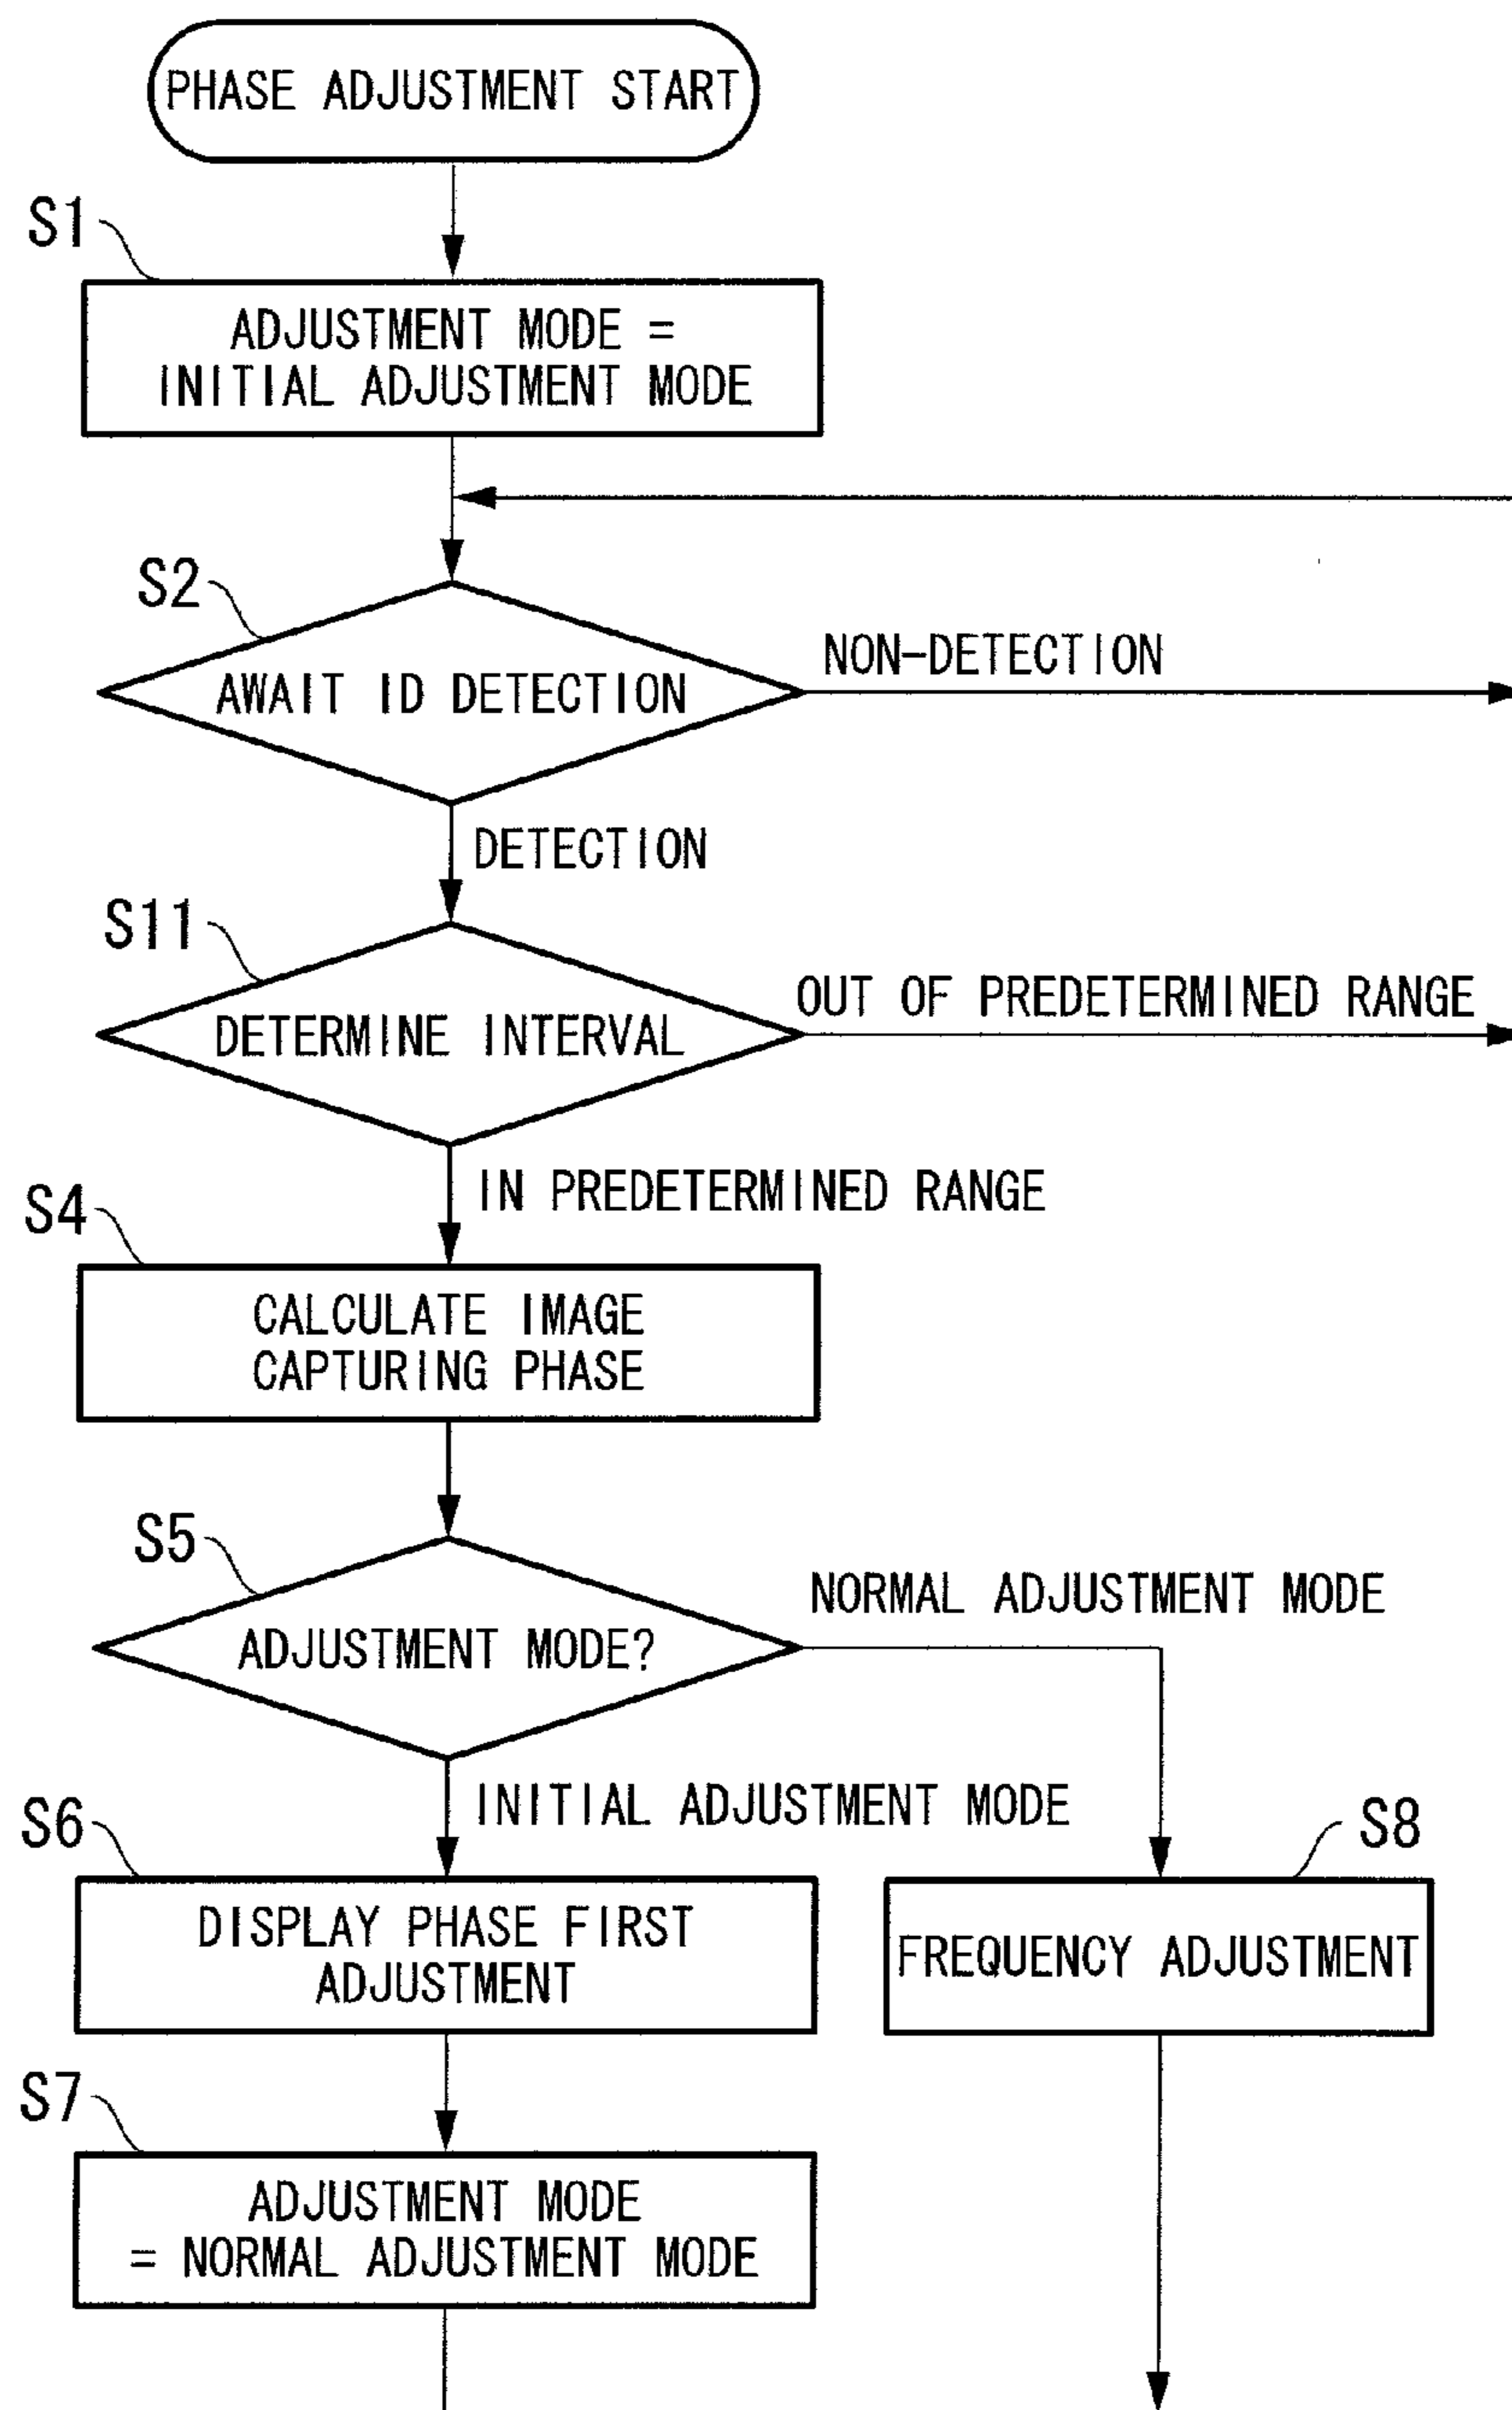 PHASE ADJUSTMENT START
S1
ADJUSTMENT MODE =
INITIAL ADJUSTMENT MODE
S2
AWAIT ID DETECTION
NON-DETECTION
DETECTION
S11
DETERMINE INTERVAL
OUT OF PREDETERMINED RANGE
IN PREDETERMINED RANGE
S4
CALCULATE IMAGE
CAPTURING PHASE
S5
ADJUSTMENT MODE?
NORMAL ADJUSTMENT MODE
INITIAL ADJUSTMENT MODE
S6
DISPLAY PHASE FIRST
ADJUSTMENT
S8
FREQUENCY ADJUSTMENT
S7
ADJUSTMENT MODE
= NORMAL ADJUSTMENT MODE